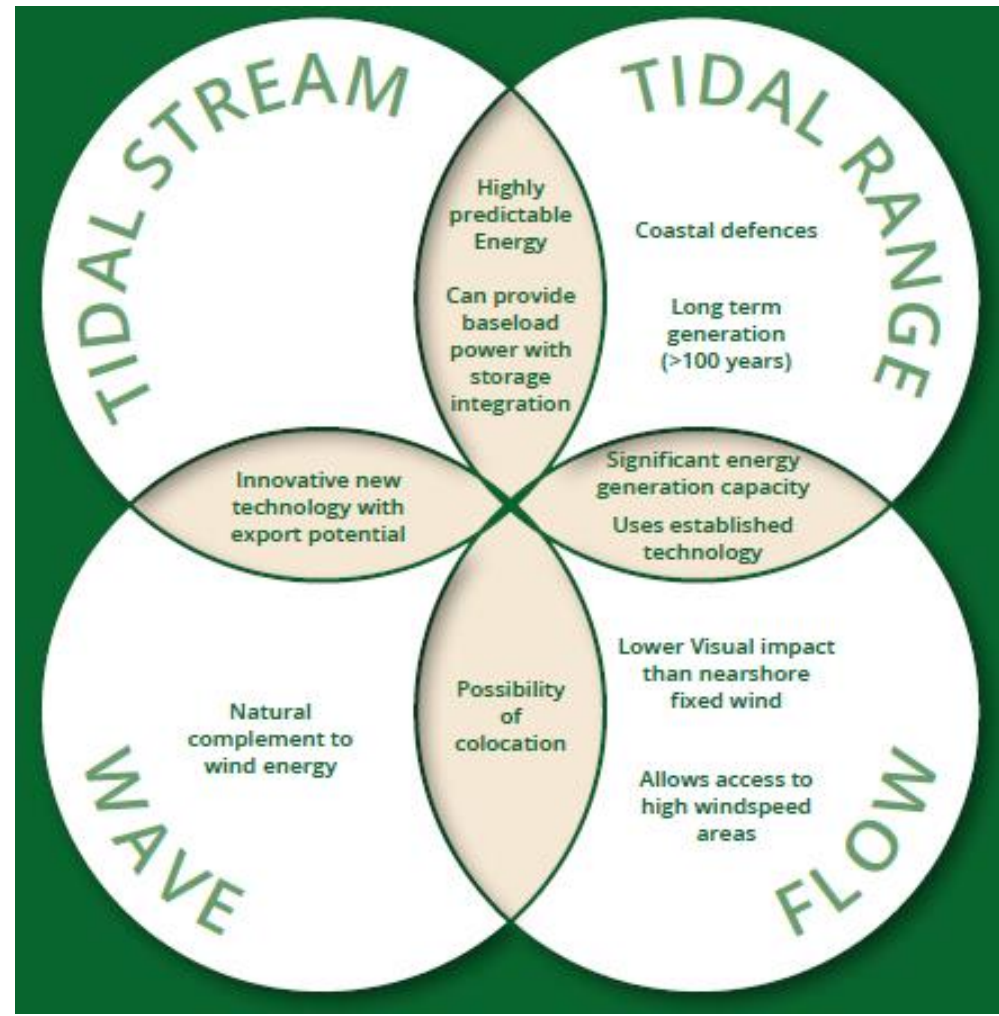 TIDAL STREAM
TIDAL RANGE
Highly
predictable
Energy
Can provide
baseload
power with
storage
integration
Coastal defences
Long term
generation
(>100 years)
Innovative new
technology with
export potential
Significant energy
generation capacity
Uses established
technology
Natural
complement to
wind energy
Possibility
of
colocation
Lower Visual impact
than nearshore
fixed wind
Allows access to
high windspeed
areas
WAVE
FLOW